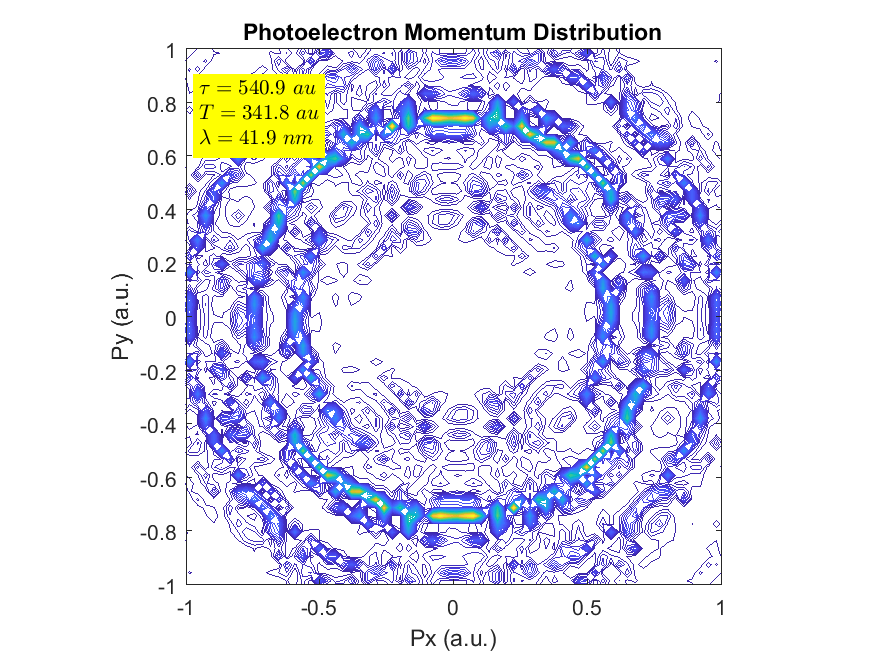 Photoelectron Momentum Distribution
τ = 540.9 au
T = 341.8 au
λ = 41.9 nm
1
0.8
0.6
0.4
0.2
0
-0.2
-0.4
-0.6
-0.8
-1
Py (a.u.)
-1 -0.5 0 0.5 1
Px (a.u.)